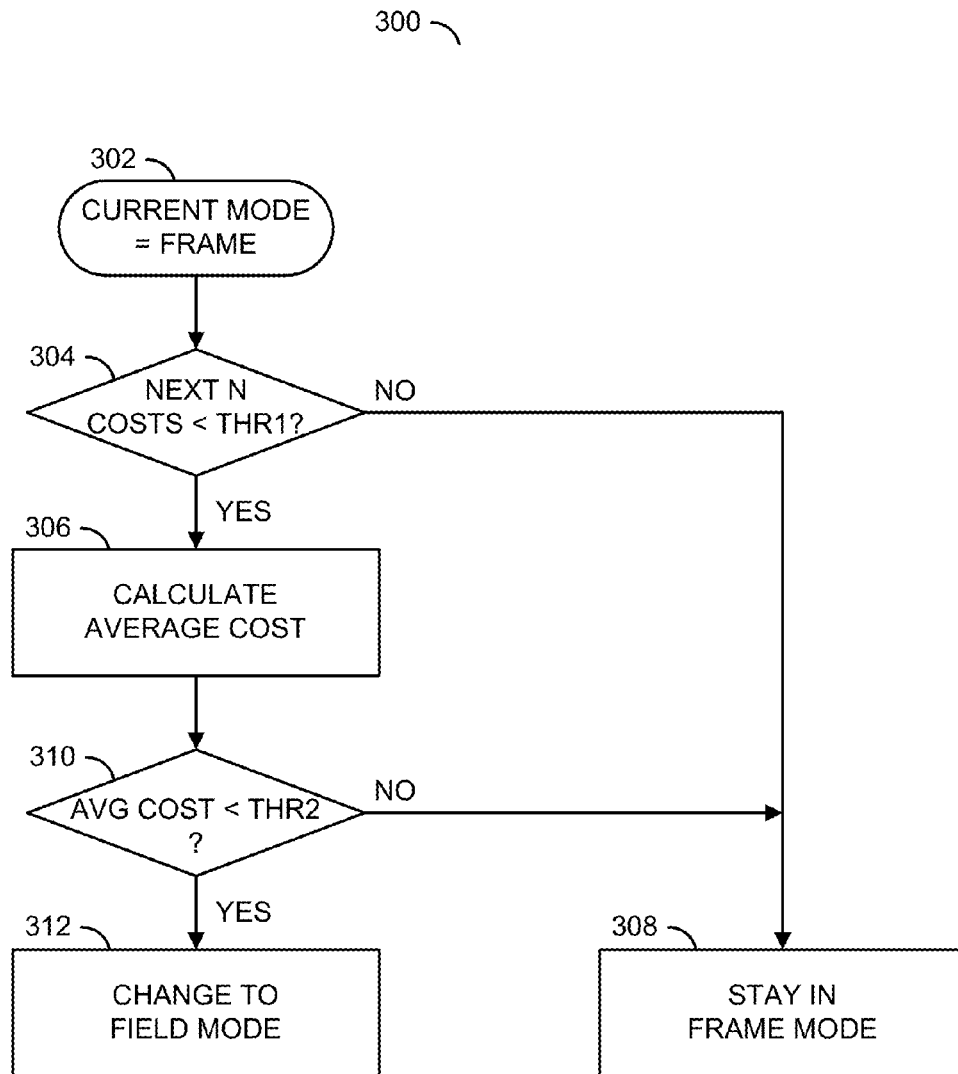 300
302
CURRENT MODE
= FRAME
304
NEXT N
COSTS < THR1?
NO
YES
306
CALCULATE
AVERAGE COST
310
AVG COST < THR2
?
NO
YES
312
CHANGE TO
FIELD MODE
308
STAY IN
FRAME MODE